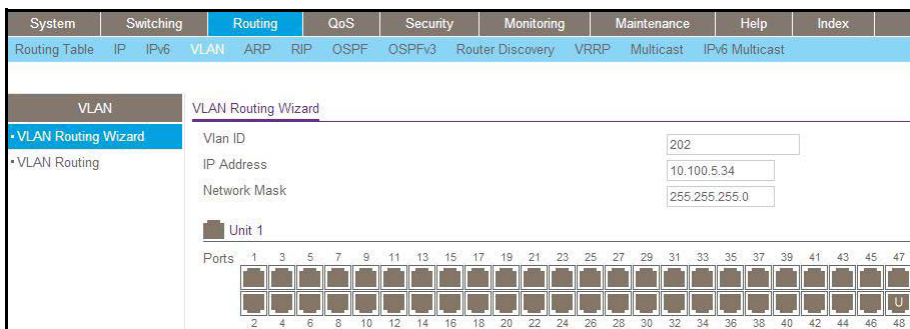 System Switching Routing QoS Security Monitoring Maintenance Help Index
Routing Table IP IPv6 VLAN ARP RIP OSPF OSPFv3 Router Discovery VRRP Multicast IPv6 Multicast
VLAN
• VLAN Routing Wizard
• VLAN Routing
VLAN Routing Wizard
Vlan ID 202
IP Address 10.100.5.34
Network Mask 255.255.255.0
Unit 1
Ports 1 3 5 7 9 11 13 15 17 19 21 23 25 27 29 31 33 35 37 39 41 43 45 47
U
2 4 6 8 10 12 14 16 18 20 22 24 26 28 30 32 34 36 38 40 42 44 46 48